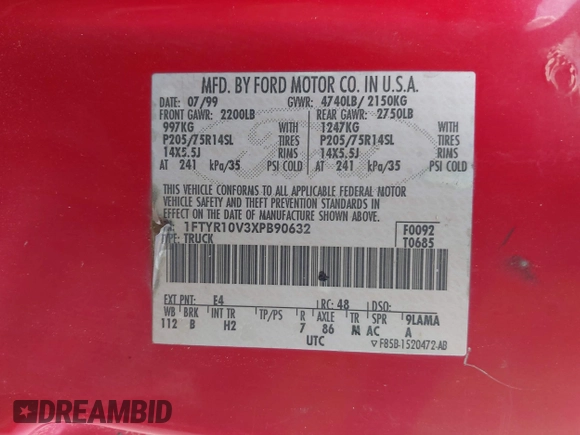 MFD. BY FORD MOTOR CO. IN U.S.A.
DATE: 07/99 GVWR: 4740LB/ 2150KG
FRONT GAWR: 2200LB REAR GAWR: 2750LB
997KG WITH 1247KG WITH
P205/75R14SL TIRES P205/75R14SL TIRES
14X5.5J RIMS 14X5.5J RIMS
AT 241 kPa/35 PSI COLD AT 241 kPa/35 PSI COLD
THIS VEHICLE CONFORMS TO ALL APPLICABLE FEDERAL MOTOR
VEHICLE SAFETY AND THEFT PREVENTION STANDARDS IN
EFFECT ON THE DATE OF MANUFACTURE SHOWN ABOVE.
1FTYR10V3XPB90632 F0092
TYPE: TRUCK T0685
EXT PNT: E4 RC: 48 DSO:
WB BRK INT TR TP/PS R AXLE TR SPR 9LAMA
112 B H2 7 86 M AC A
UTC F85B-1520472-AB
DREAMBID